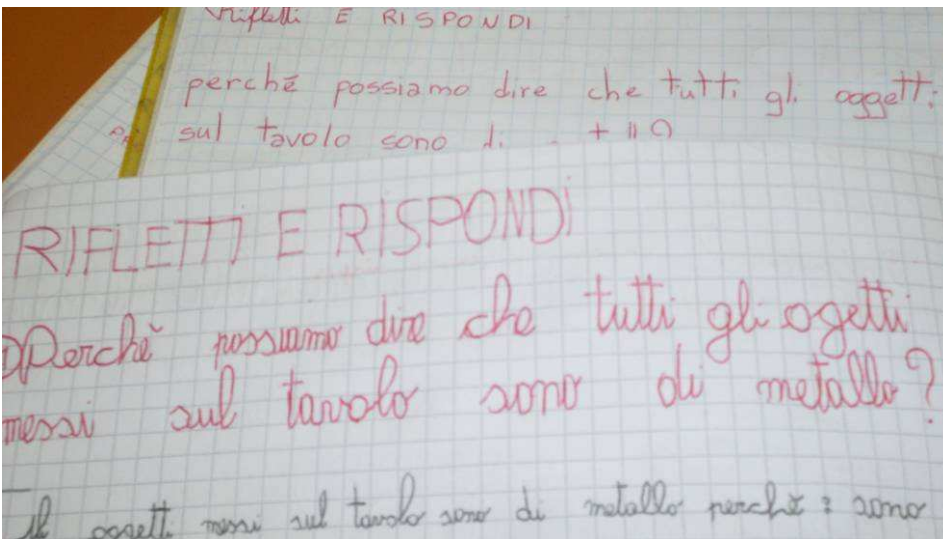 Rifletti E RISPONDI
perchè possiamo dire che tutti gli oggetti
sul tavolo sono di
RIFLETTI E RISPONDI
Perchè possiamo dire che tutti gli ogetti
messi sul tavolo sono di metallo?
oggetti messi sul tavolo sono di metallo perchè : sono